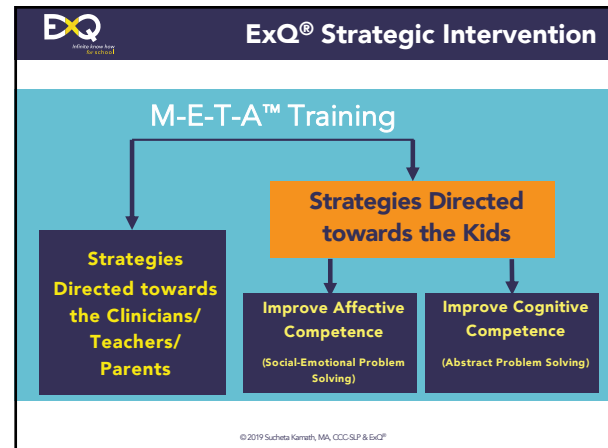 ExQ
Infinite know how
for school
ExQ® Strategic Intervention
M-E-T-A™ Training
Strategies Directed
towards the Kids
Strategies
Directed towards
the Clinicians/
Teachers/
Parents
Improve Affective
Competence
(Social-Emotional Problem
Solving)
Improve Cognitive
Competence
(Abstract Problem Solving)
© 2019 Sucheta Kamath, MA, CCC-SLP & ExQ®